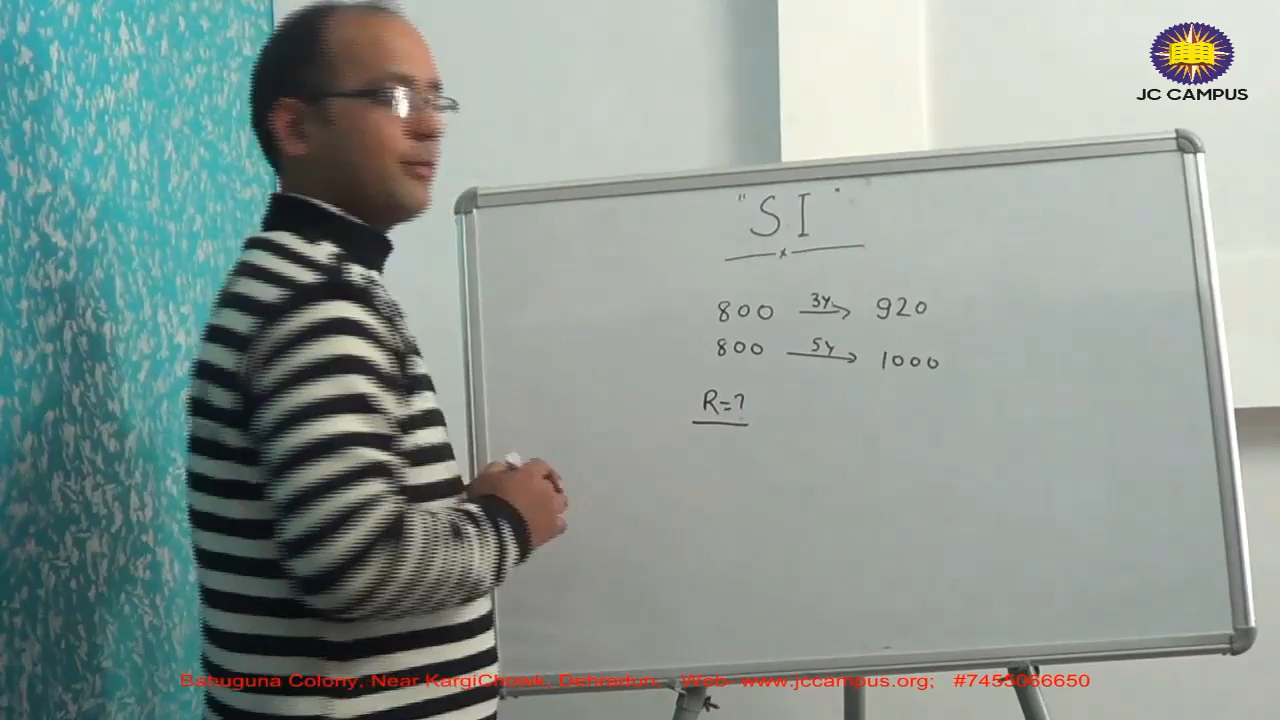 JC CAMPUS
"SI"
x
800 3y→ 920
800 5y→ 1000
R=?
Bahuguna Colony, Near KargiChowk, Dehradun; Web- www.jccampus.org; #7455066650